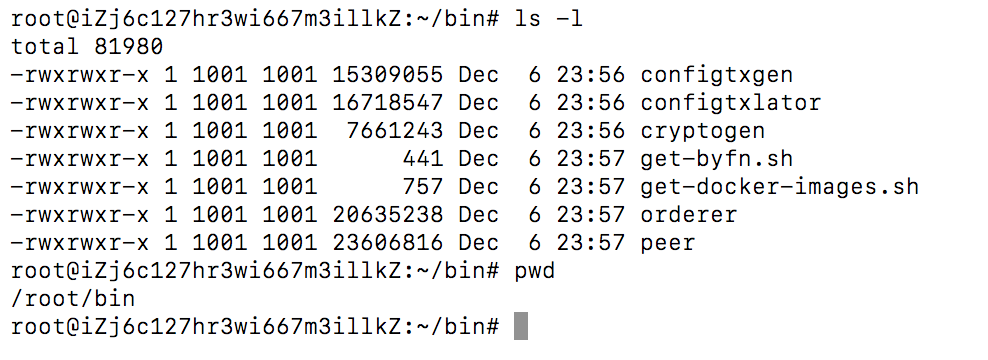 root@iZj6c127hr3wi667m3illkZ:~/bin# ls -l
total 81980
-rwxrwxr-x 1 1001 1001 15309055 Dec  6 23:56 configtxgen
-rwxrwxr-x 1 1001 1001 16718547 Dec  6 23:56 configtxlator
-rwxrwxr-x 1 1001 1001  7661243 Dec  6 23:56 cryptogen
-rwxrwxr-x 1 1001 1001      441 Dec  6 23:57 get-byfn.sh
-rwxrwxr-x 1 1001 1001      757 Dec  6 23:57 get-docker-images.sh
-rwxrwxr-x 1 1001 1001 20635238 Dec  6 23:57 orderer
-rwxrwxr-x 1 1001 1001 23606816 Dec  6 23:57 peer
root@iZj6c127hr3wi667m3illkZ:~/bin# pwd
/root/bin
root@iZj6c127hr3wi667m3illkZ:~/bin#